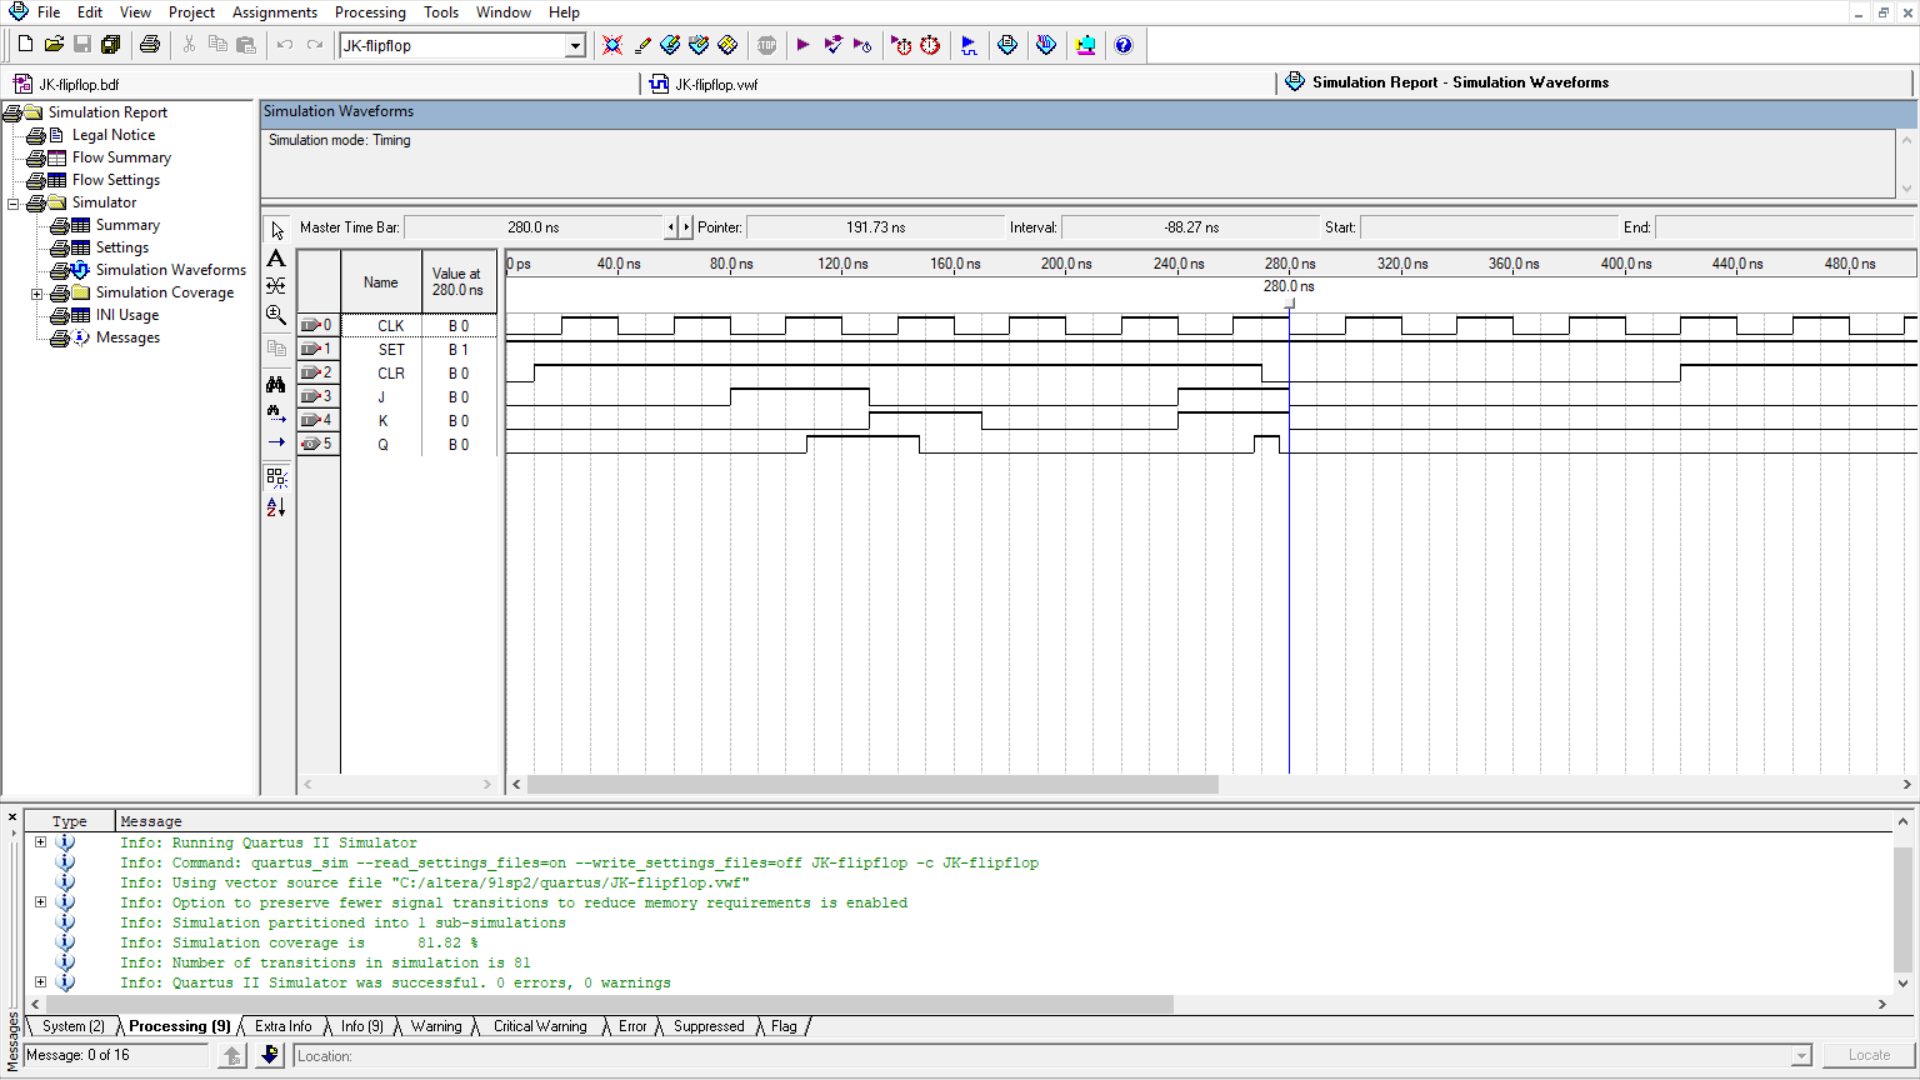 File Edit View Project Assignments Processing Tools Window Help
JK-flipflop
STOP
JK-flipflop.bdf
JK-flipflop.vwf
Simulation Report - Simulation Waveforms
Simulation Report
Legal Notice
Flow Summary
Flow Settings
Simulator
Summary
Settings
Simulation Waveforms
Simulation Coverage
INI Usage
Messages
Simulation Waveforms
Simulation mode: Timing
Master Time Bar: 280.0 ns Pointer: 191.73 ns Interval: -88.27 ns Start: End:
Name Value at 280.0 ns
0 ps 40.0 ns 80.0 ns 120.0 ns 160.0 ns 200.0 ns 240.0 ns 280.0 ns 320.0 ns 360.0 ns 400.0 ns 440.0 ns 480.0 ns
280.0 ns
0 CLK B 0
1 SET B 1
2 CLR B 0
3 J B 0
4 K B 0
5 Q B 0
Type Message
Info: Running Quartus II Simulator
Info: Command: quartus_sim --read_settings_files=on --write_settings_files=off JK-flipflop -c JK-flipflop
Info: Using vector source file "C:/altera/91sp2/quartus/JK-flipflop.vwf"
Info: Option to preserve fewer signal transitions to reduce memory requirements is enabled
Info: Simulation partitioned into 1 sub-simulations
Info: Simulation coverage is 81.82 %
Info: Number of transitions in simulation is 81
Info: Quartus II Simulator was successful. 0 errors, 0 warnings
System (2) Processing (9) Extra Info Info (9) Warning Critical Warning Error Suppressed Flag
Messages
Message: 0 of 16 Location: Locate